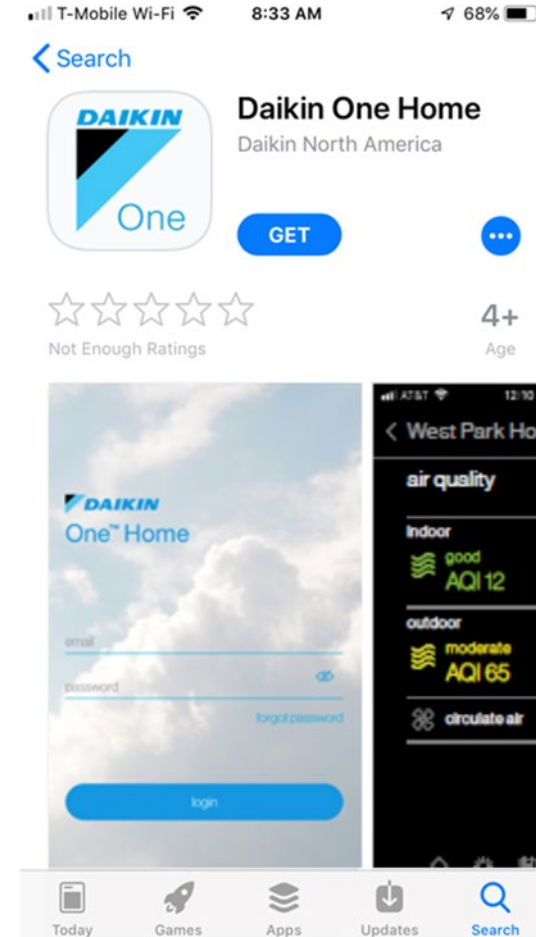 T-Mobile Wi-Fi 8:33 AM 68%
Search
DAIKIN
One
Daikin One Home
Daikin North America
GET
Not Enough Ratings
4+
Age
DAIKIN
One™ Home
email
password
forgot password
login
AT&T 12:10
West Park Ho
air quality
indoor
good
AQI 12
outdoor
moderate
AQI 65
circulate air
Today Games Apps Updates Search